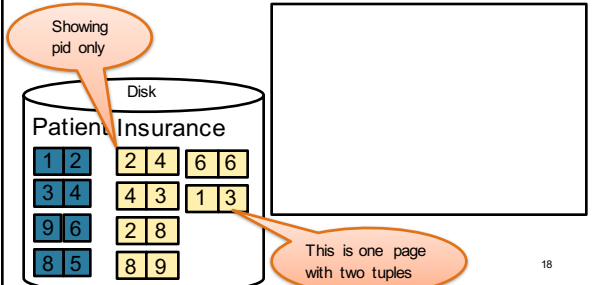 Showing
pid only
Disk
Patient Insurance
1 2 2 4 6 6
3 4 4 3 1 3
9 6 2 8
8 5 8 9
This is one page
with two tuples
18